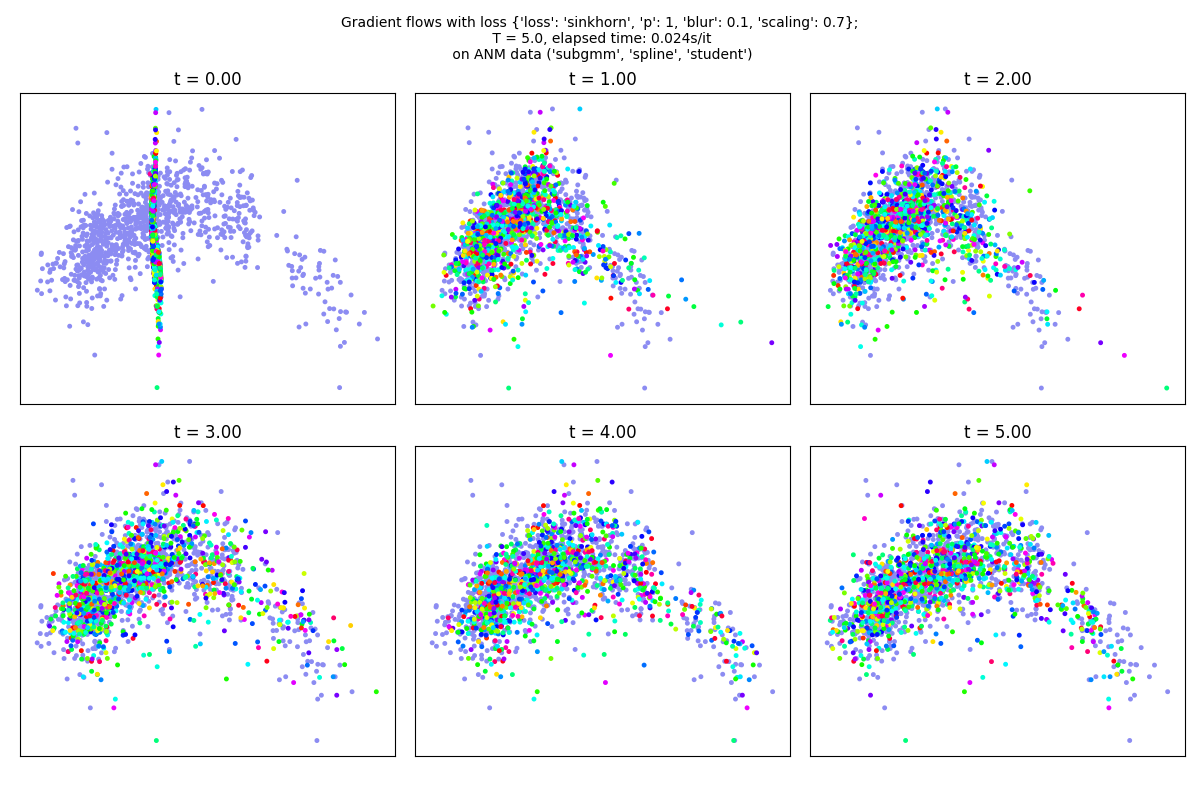 Gradient flows with loss {'loss': 'sinkhorn', 'p': 1, 'blur': 0.1, 'scaling': 0.7};
T = 5.0, elapsed time: 0.024s/it
on ANM data ('subgmm', 'spline', 'student')
t = 0.00
t = 1.00
t = 2.00
t = 3.00
t = 4.00
t = 5.00